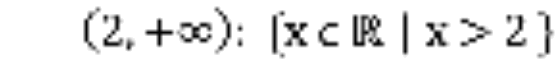 (2, +∞): {x ∈ ℝ | x > 2}